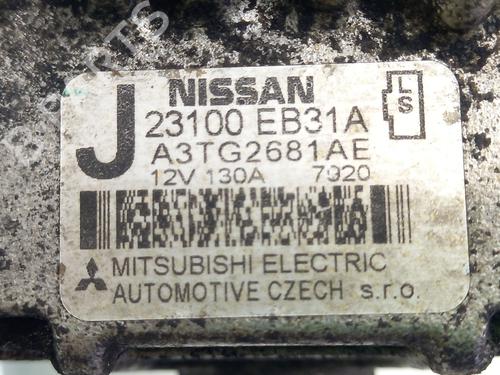 NISSAN
J
23100 EB31A
L
S
A3TG2681AE
12V 130A 7920
MITSUBISHI ELECTRIC
AUTOMOTIVE CZECH s.r.o.